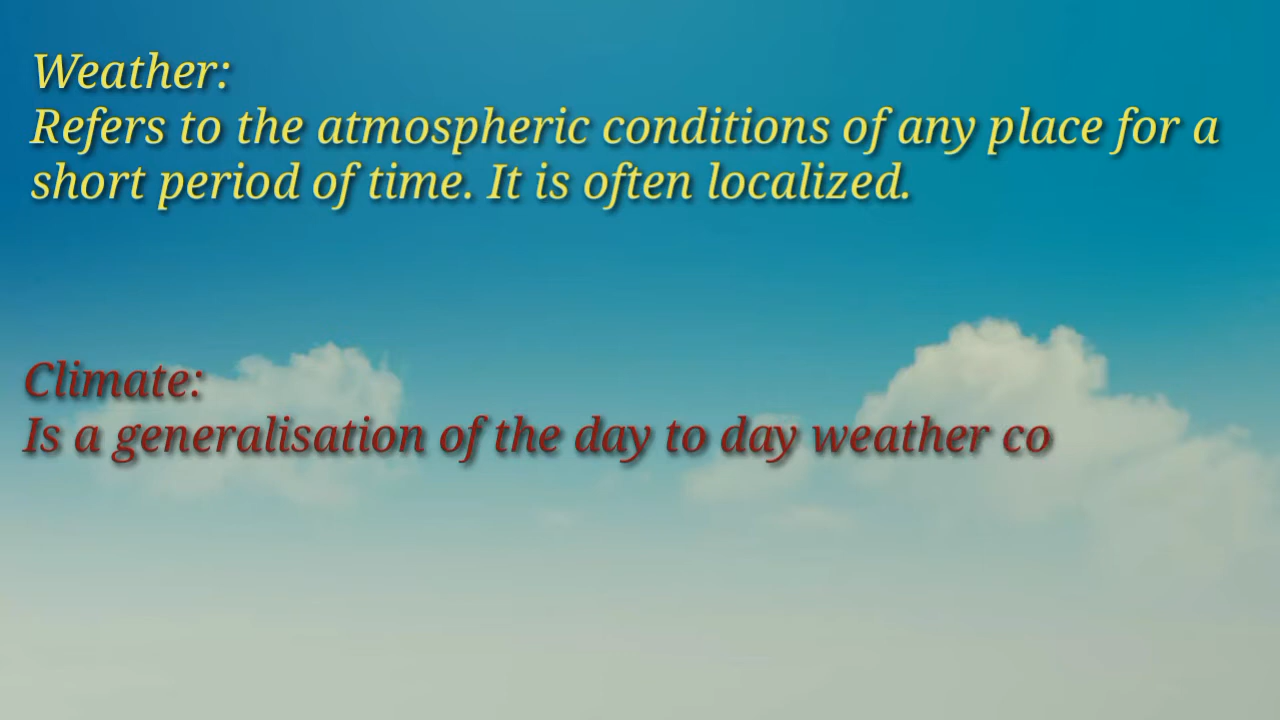 Weather:
Refers to the atmospheric conditions of any place for a
short period of time. It is often localized.
Climate:
Is a generalisation of the day to day weather co